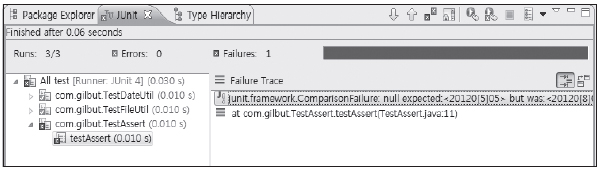 Package Explorer JUnit Type Hierarchy
Finished after 0.06 seconds
Runs: 3/3 Errors: 0 Failures: 1
All test [Runner: JUnit 4] (0.030 s)
com.gilbut.TestDateUtil (0.010 s)
com.gilbut.TestFileUtil (0.010 s)
com.gilbut.TestAssert (0.010 s)
testAssert (0.010 s)
Failure Trace
junit.framework.ComparisonFailure: null expected:<20120[5]05> but was:<20120[8]0
at com.gilbut.TestAssert.testAssert(TestAssert.java:11)